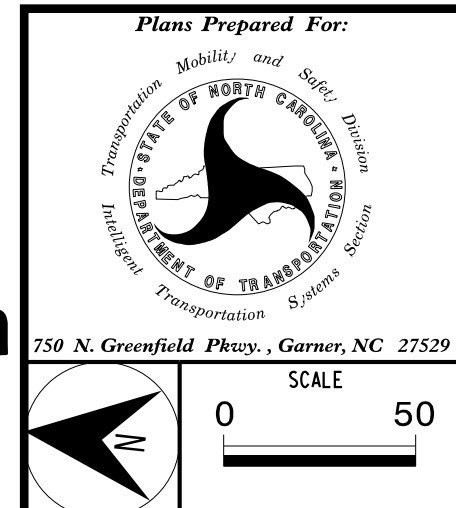 Plans Prepared For:
Transportation Mobility and Safety Division
STATE OF NORTH CAROLINA
DEPARTMENT OF TRANSPORTATION
Intelligent Transportation Systems Section
750 N. Greenfield Pkwy. , Garner, NC 27529
N
SCALE
0 50